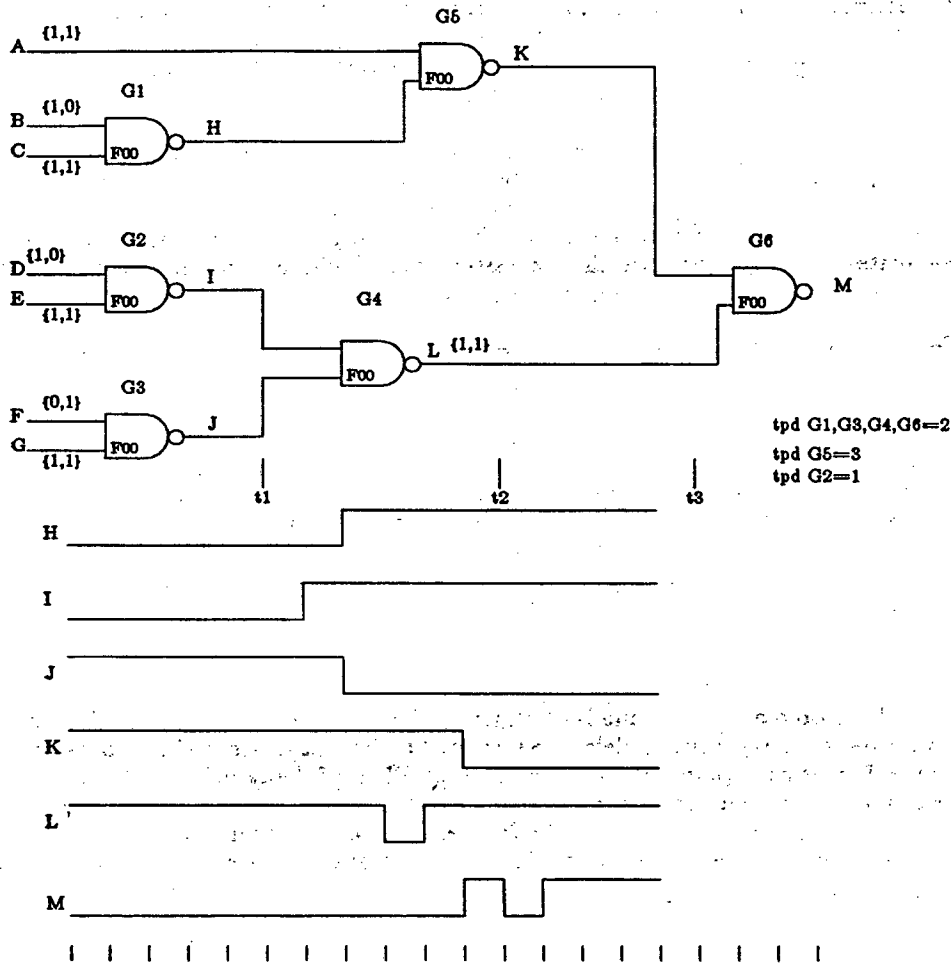 G5
A {1,1} K
F00
G1
B {1,0} H
C {1,1} F00
G2 G6
D {1,0} I M
E {1,1} F00 G4 F00
L {1,1}
F00
G3
F {0,1} J
G {1,1} F00
tpd G1,G3,G4,G6=2
tpd G5=3
tpd G2=1
t1 t2 t3
H
I
J
K
L
M